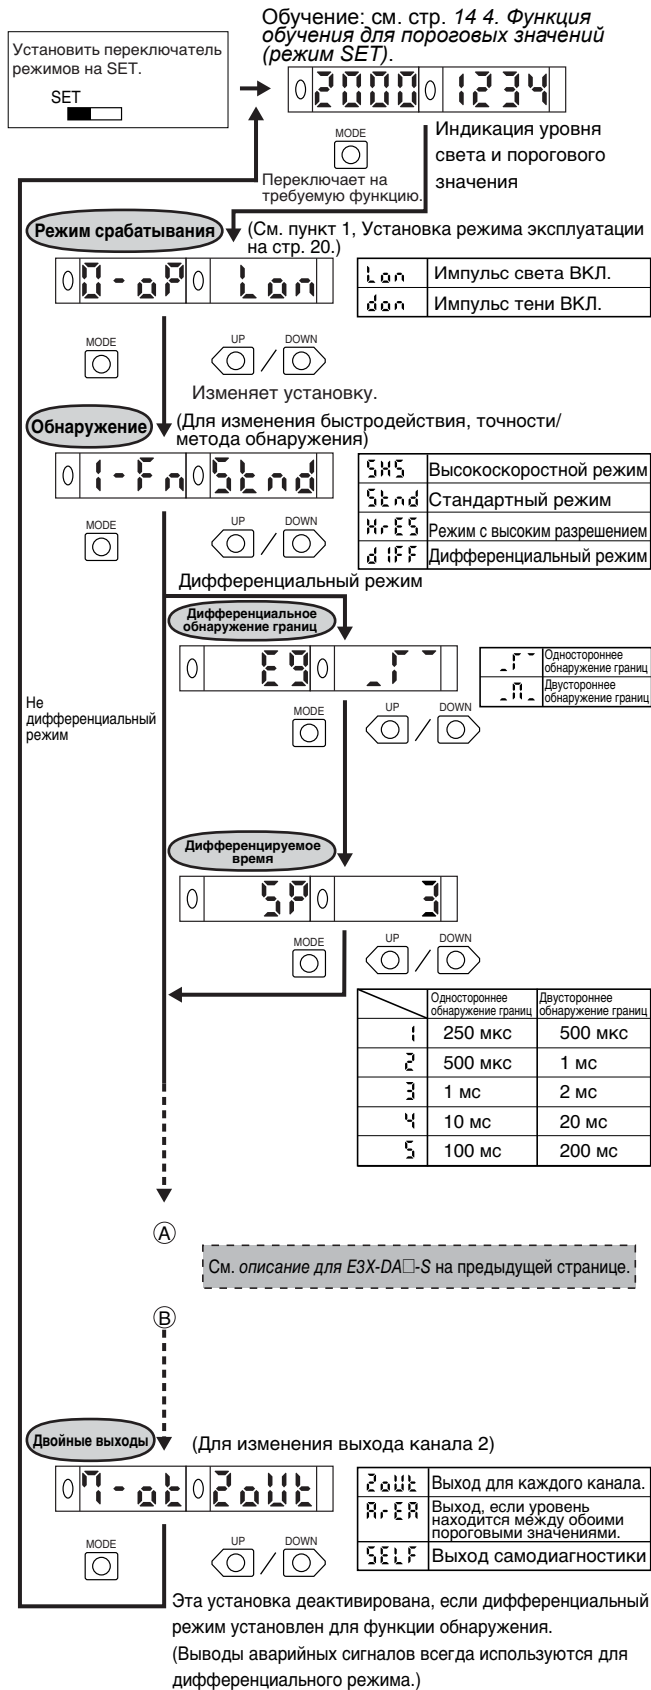 Обучение: см. стр. 14 4. Функция
обучения для пороговых значений
(режим SET).
Установить переключатель
режимов на SET.
SET
2000 1234
MODE
Индикация уровня
света и порогового
значения
Переключает на
требуемую функцию.
Режим срабатывания
(См. пункт 1, Установка режима эксплуатации
на стр. 20.)
0-oP Lon
Lon Импульс света ВКЛ.
don Импульс тени ВКЛ.
MODE UP / DOWN
Изменяет установку.
Обнаружение
(Для изменения быстродействия, точности/
метода обнаружения)
1-Fn Stnd
SHS Высокоскоростной режим
Stnd Стандартный режим
HrES Режим с высоким разрешением
dIFF Дифференциальный режим
MODE UP / DOWN
Дифференциальный режим
Дифференциальное
обнаружение границ
Eg
Одностороннее
обнаружение границ
Двустороннее
обнаружение границ
MODE UP / DOWN
Не
дифференциальный
режим
Дифференцируемое
время
SP 3
MODE UP / DOWN
Одностороннее
обнаружение границ
Двустороннее
обнаружение границ
1 250 мкс 500 мкс
2 500 мкс 1 мс
3 1 мс 2 мс
4 10 мс 20 мс
5 100 мс 200 мс
A
См. описание для E3X-DA□-S на предыдущей странице.
B
Двойные выходы
(Для изменения выхода канала 2)
7-ot 2oUt
2oUt Выход для каждого канала.
ArEA Выход, если уровень
находится между обоими
пороговыми значениями.
SELF Выход самодиагностики
MODE UP / DOWN
Эта установка деактивирована, если дифференциальный
режим установлен для функции обнаружения.
(Выводы аварийных сигналов всегда используются для
дифференциального режима.)